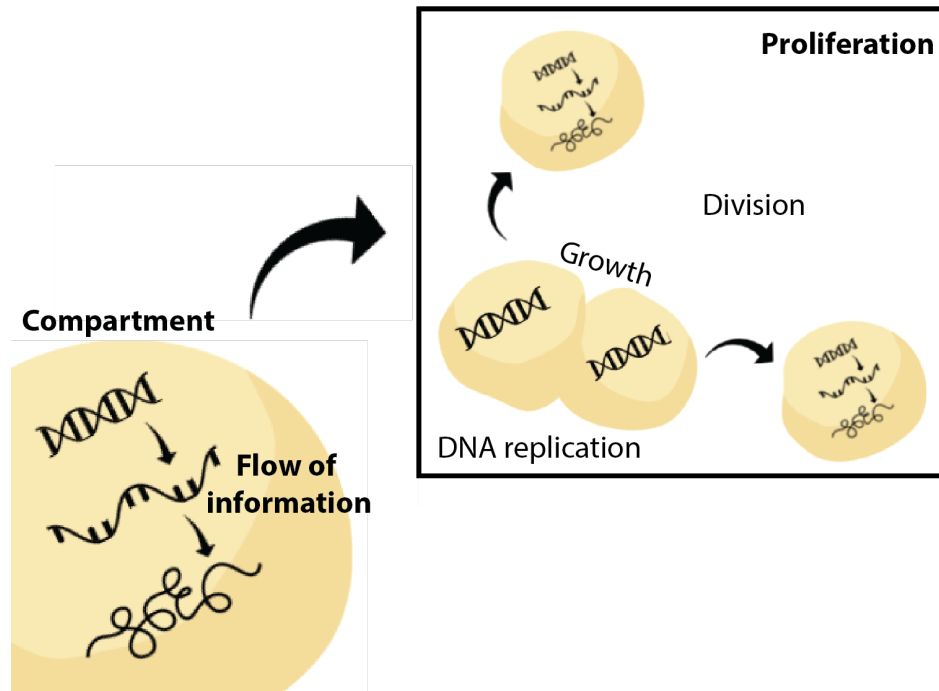 Proliferation
Division
Growth
DNA replication
Compartment
Flow of
information